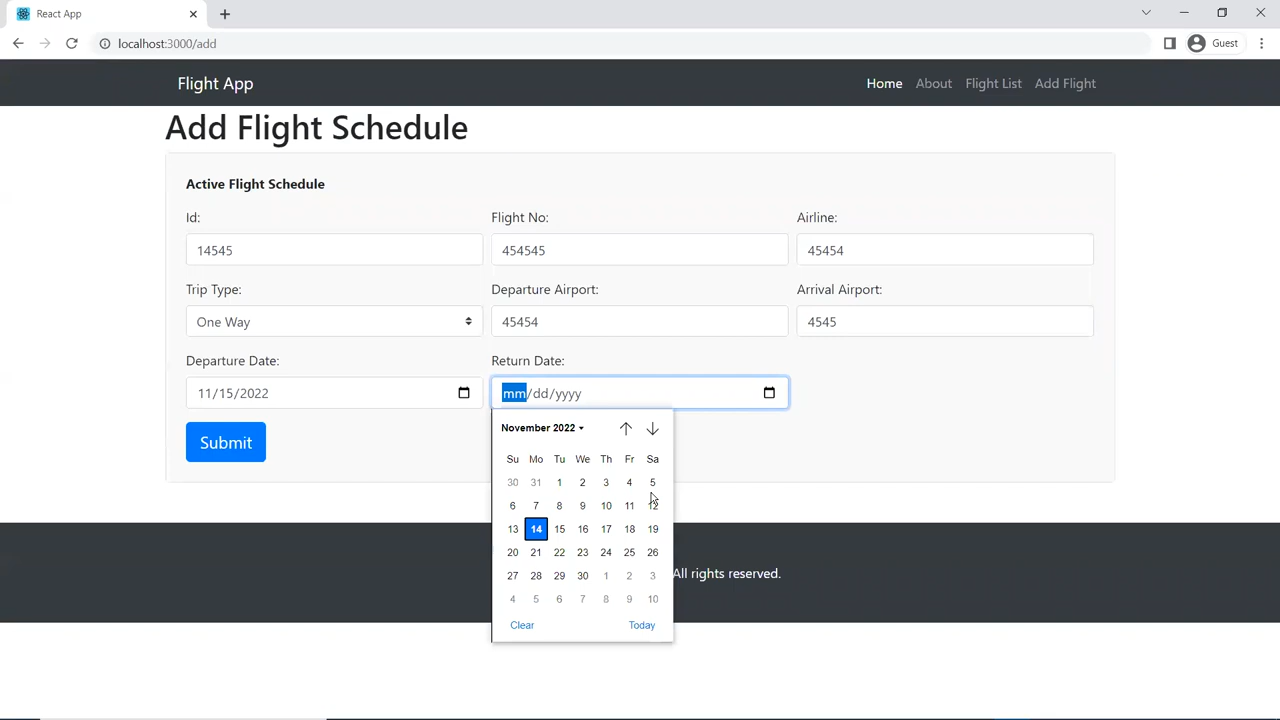 React App
localhost:3000/add
Guest
Flight App
Home About Flight List Add Flight
Add Flight Schedule
Active Flight Schedule
Id: Flight No: Airline:
14545 454545 45454
Trip Type: Departure Airport: Arrival Airport:
One Way 45454 4545
Departure Date: Return Date:
11/15/2022 mm/dd/yyyy
Submit
November 2022
Su Mo Tu We Th Fr Sa
30 31 1 2 3 4 5
6 7 8 9 10 11 12
13 14 15 16 17 18 19
20 21 22 23 24 25 26
27 28 29 30 1 2 3
4 5 6 7 8 9 10
Clear Today
All rights reserved.